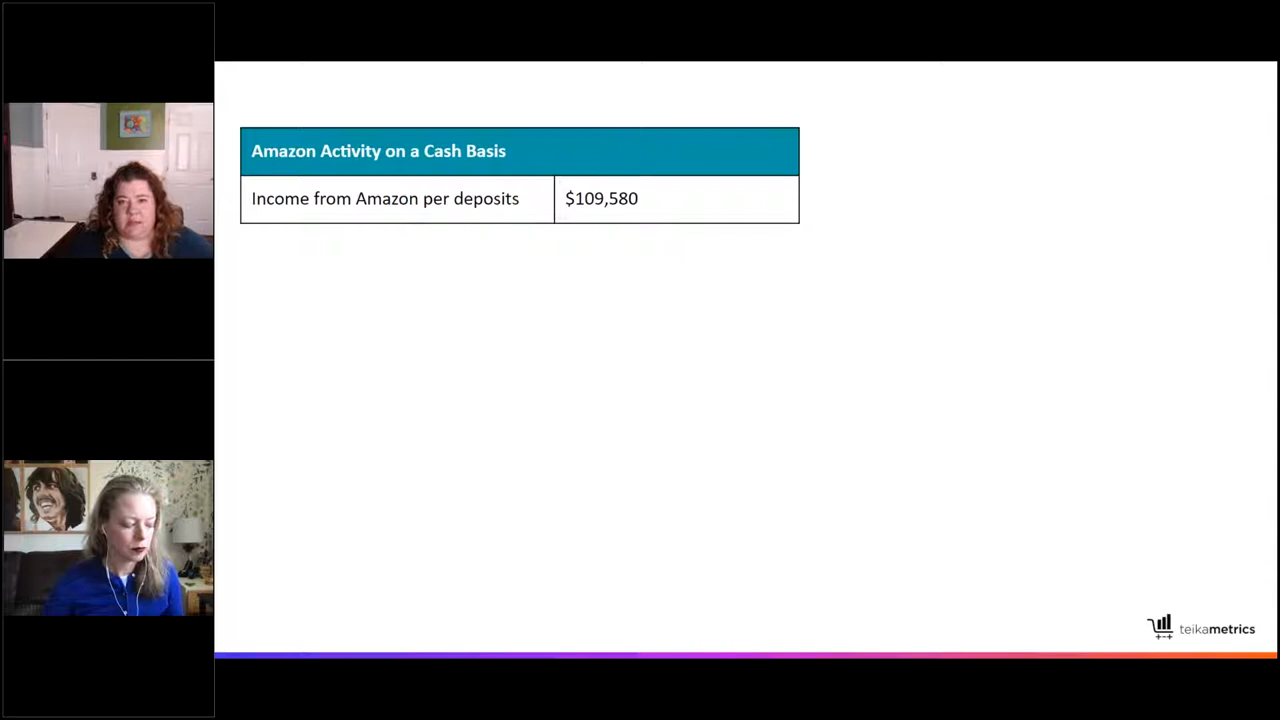 Amazon Activity on a Cash Basis
Income from Amazon per deposits $109,580
teikametrics